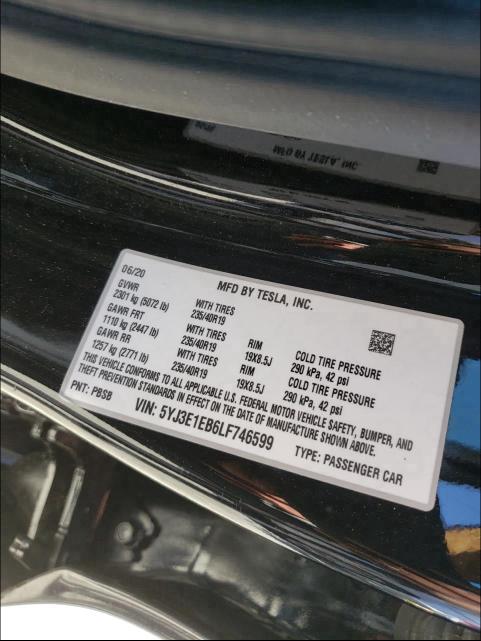 MFD BY TESLA, INC.
06/20
GVWR
2301 kg (5072 lb) WITH TIRES
GAWR FRT 235/40R19 RIM COLD TIRE PRESSURE
1110 kg (2447 lb) WITH TIRES 19X8.5J 290 kPa, 42 psi
GAWR RR 235/40R19 RIM COLD TIRE PRESSURE
1257 kg (2771 lb) WITH TIRES 19X8.5J 290 kPa, 42 psi
235/40R19
THIS VEHICLE CONFORMS TO ALL APPLICABLE U.S. FEDERAL MOTOR VEHICLE SAFETY, BUMPER, AND
THEFT PREVENTION STANDARDS IN EFFECT ON THE DATE OF MANUFACTURE SHOWN ABOVE.
PNT: PBSB
VIN: 5YJ3E1EB6LF746599
TYPE: PASSENGER CAR